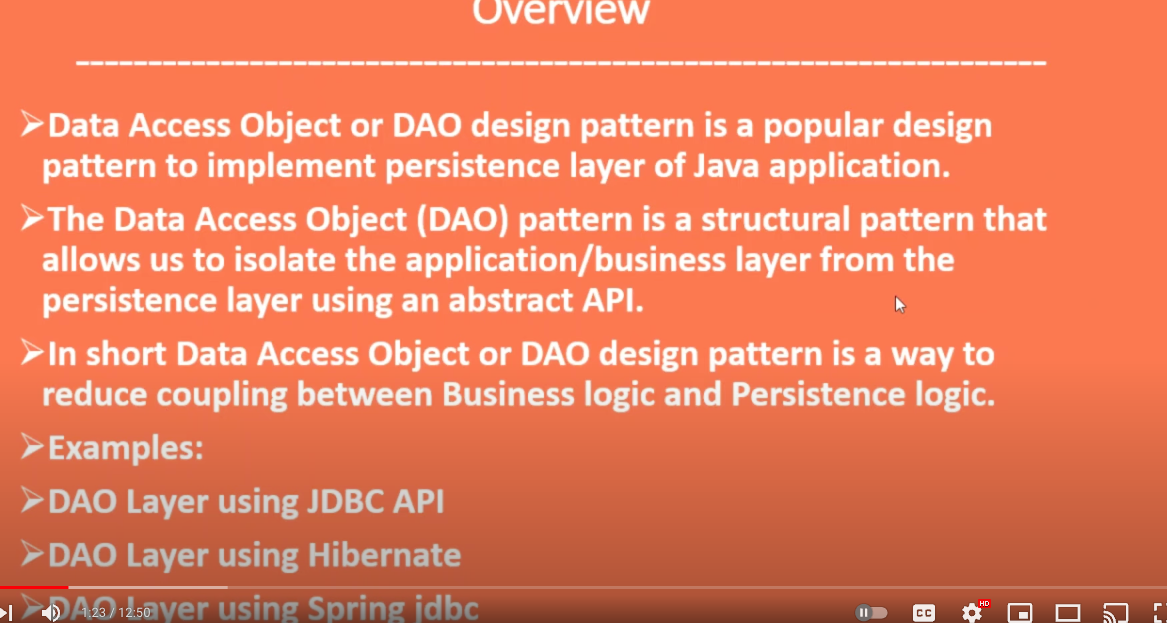 Overview
➢Data Access Object or DAO design pattern is a popular design
pattern to implement persistence layer of Java application.
➢The Data Access Object (DAO) pattern is a structural pattern that
allows us to isolate the application/business layer from the
persistence layer using an abstract API.
➢In short Data Access Object or DAO design pattern is a way to
reduce coupling between Business logic and Persistence logic.
➢Examples:
➢DAO Layer using JDBC API
➢DAO Layer using Hibernate
➢DAO Layer using Spring jdbc
1:23 / 12:50
CC
HD